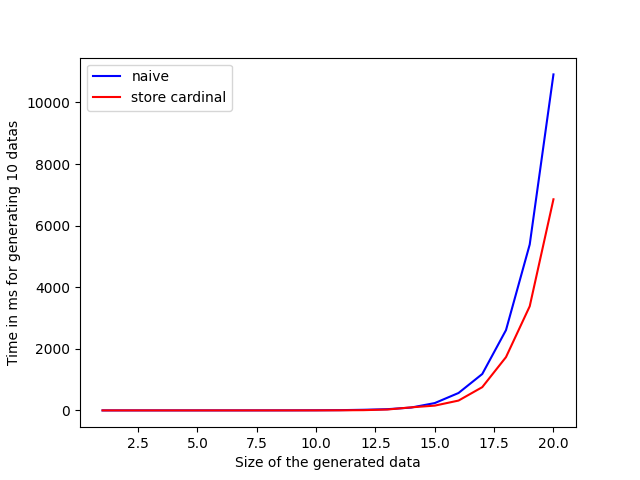 naive
store cardinal
Time in ms for generating 10 datas
10000
8000
6000
4000
2000
0
2.5 5.0 7.5 10.0 12.5 15.0 17.5 20.0
Size of the generated data